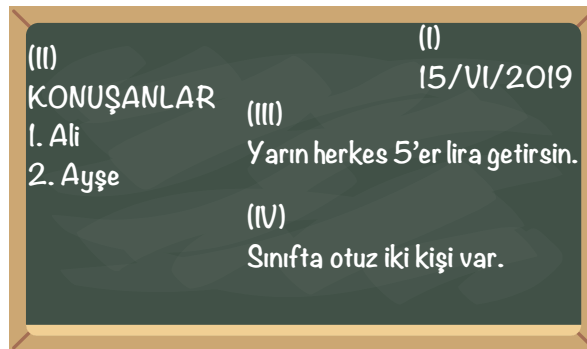 (I)
15/VI/2019
(II)
KONUŞANLAR
1. Ali
2. Ayşe
(III)
Yarın herkes 5’er lira getirsin.
(IV)
Sınıfta otuz iki kişi var.